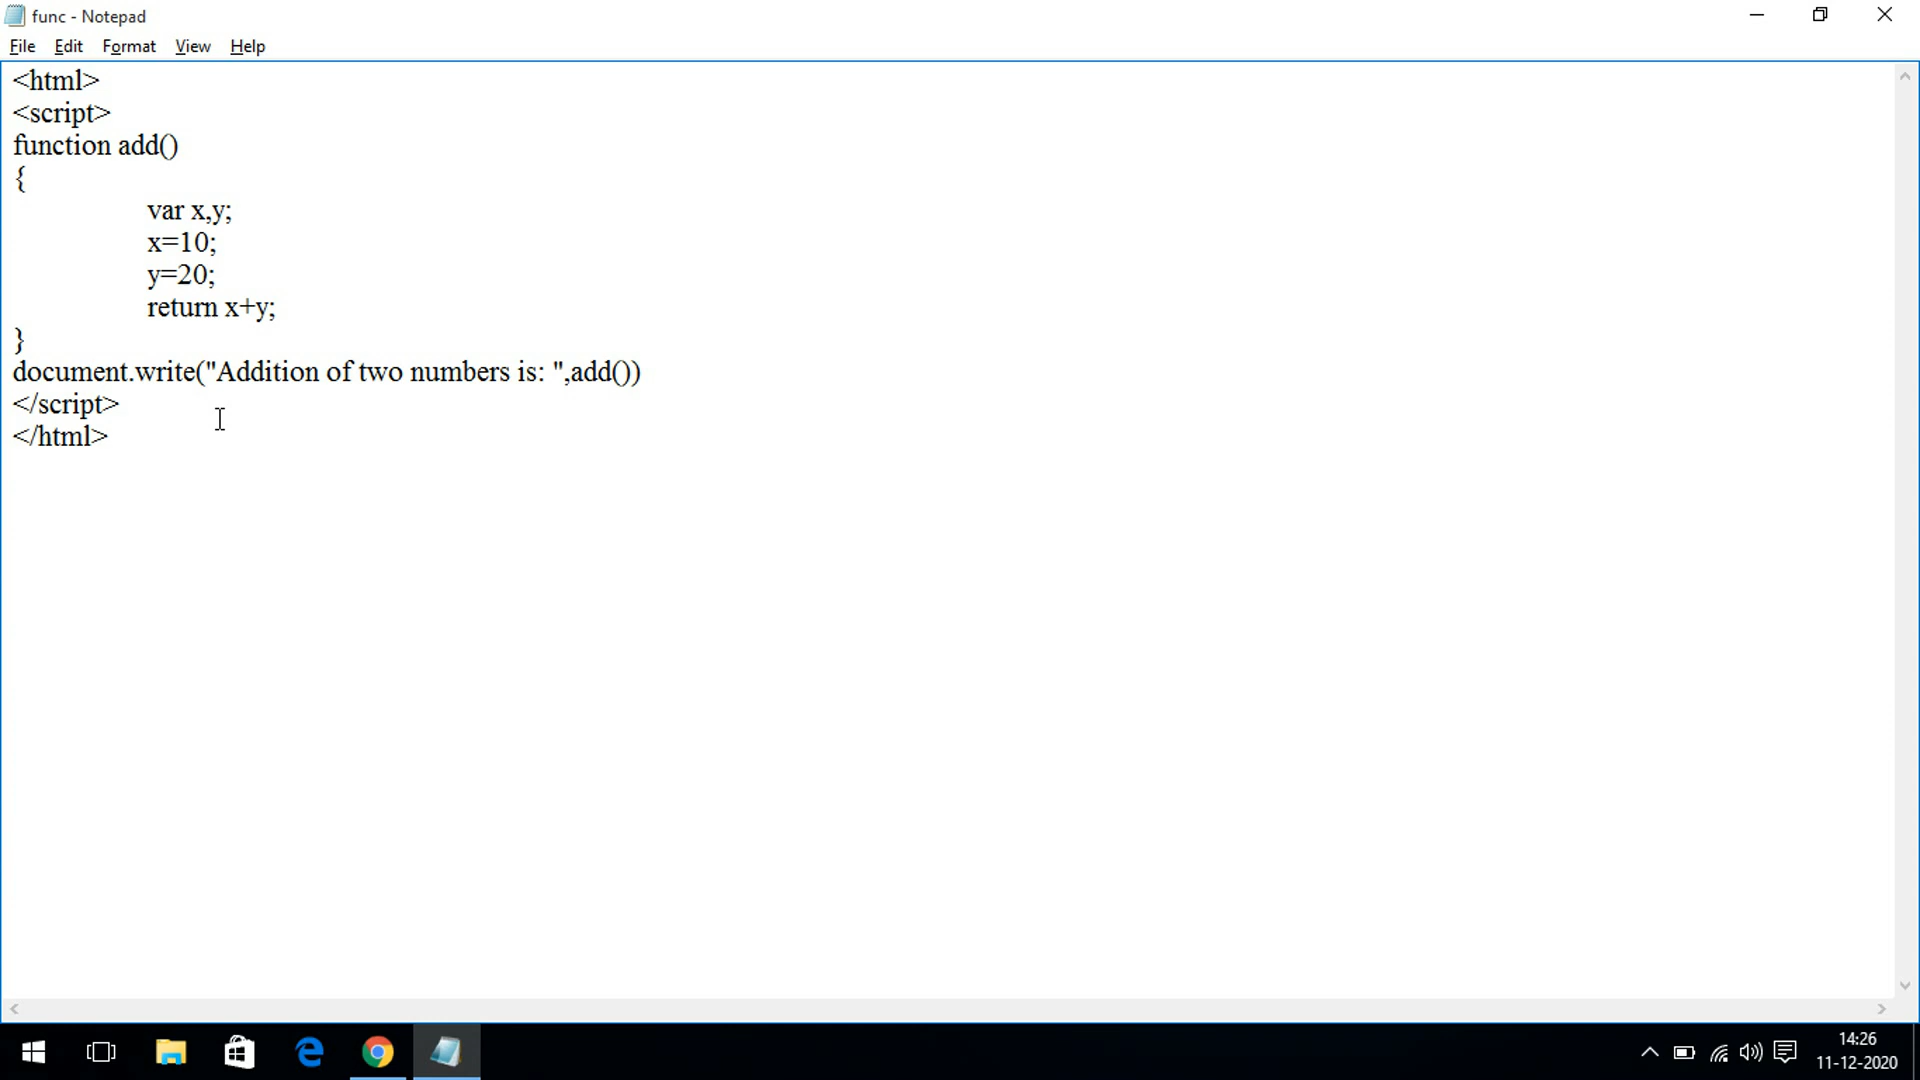 func - Notepad
File Edit Format View Help
<html>
<script>
function add()
{
var x,y;
x=10;
y=20;
return x+y;
}
document.write("Addition of two numbers is: ",add())
</script>
</html>
14:26
11-12-2020